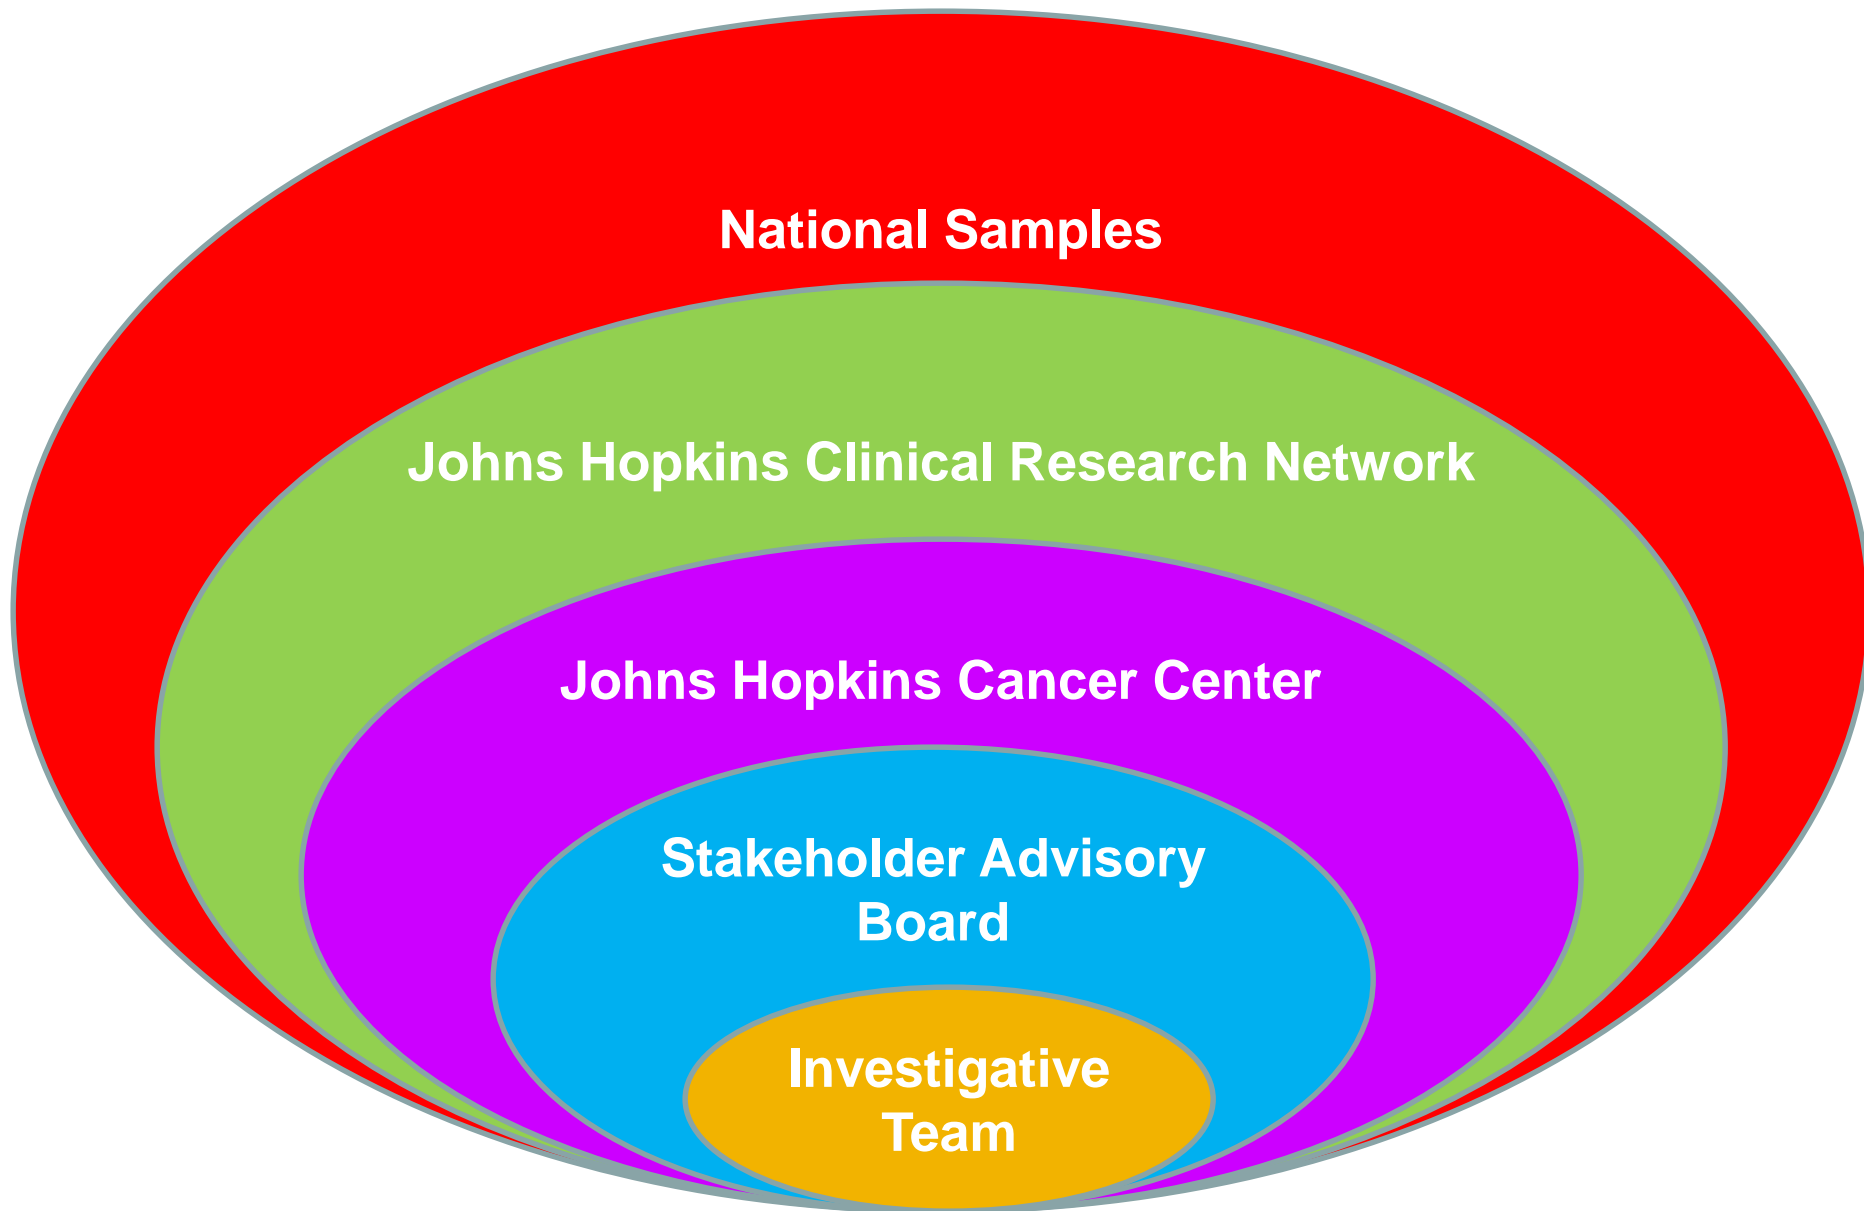 National Samples
Johns Hopkins Clinical Research Network
Johns Hopkins Cancer Center
Stakeholder Advisory
Board
Investigative
Team